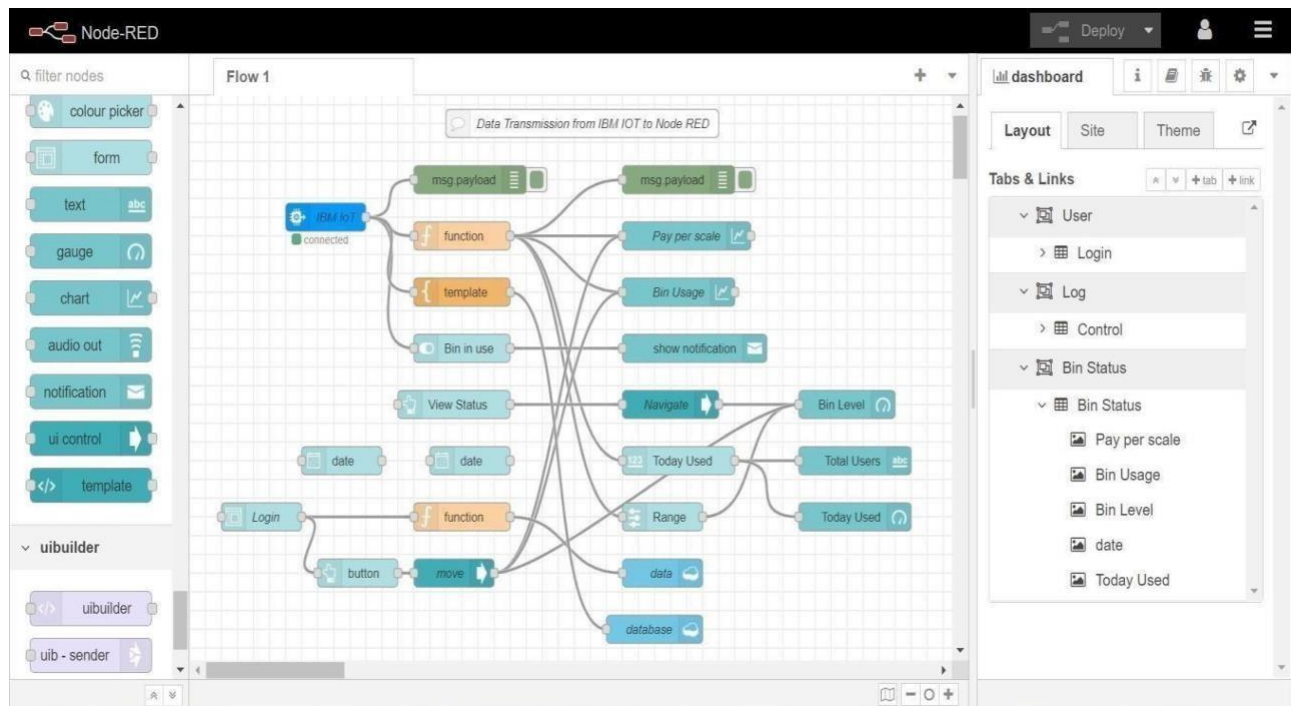 Node-RED
Deploy
filter nodes
colour picker
form
text
abc
gauge
chart
audio out
notification
ui control
template
uibuilder
uibuilder
uib - sender
Flow 1
Data Transmission from IBM IOT to Node RED
msg.payload
msg.payload
IBM IoT
connected
function
Pay per scale
template
Bin Usage
Bin in use
show notification
View Status
Navigate
Bin Level
date
date
123
Today Used
Total Users
abc
Login
function
Range
Today Used
button
move
data
database
dashboard
i
Layout
Site
Theme
Tabs & Links
+ tab
+ link
User
Login
Log
Control
Bin Status
Bin Status
Pay per scale
Bin Usage
Bin Level
date
Today Used